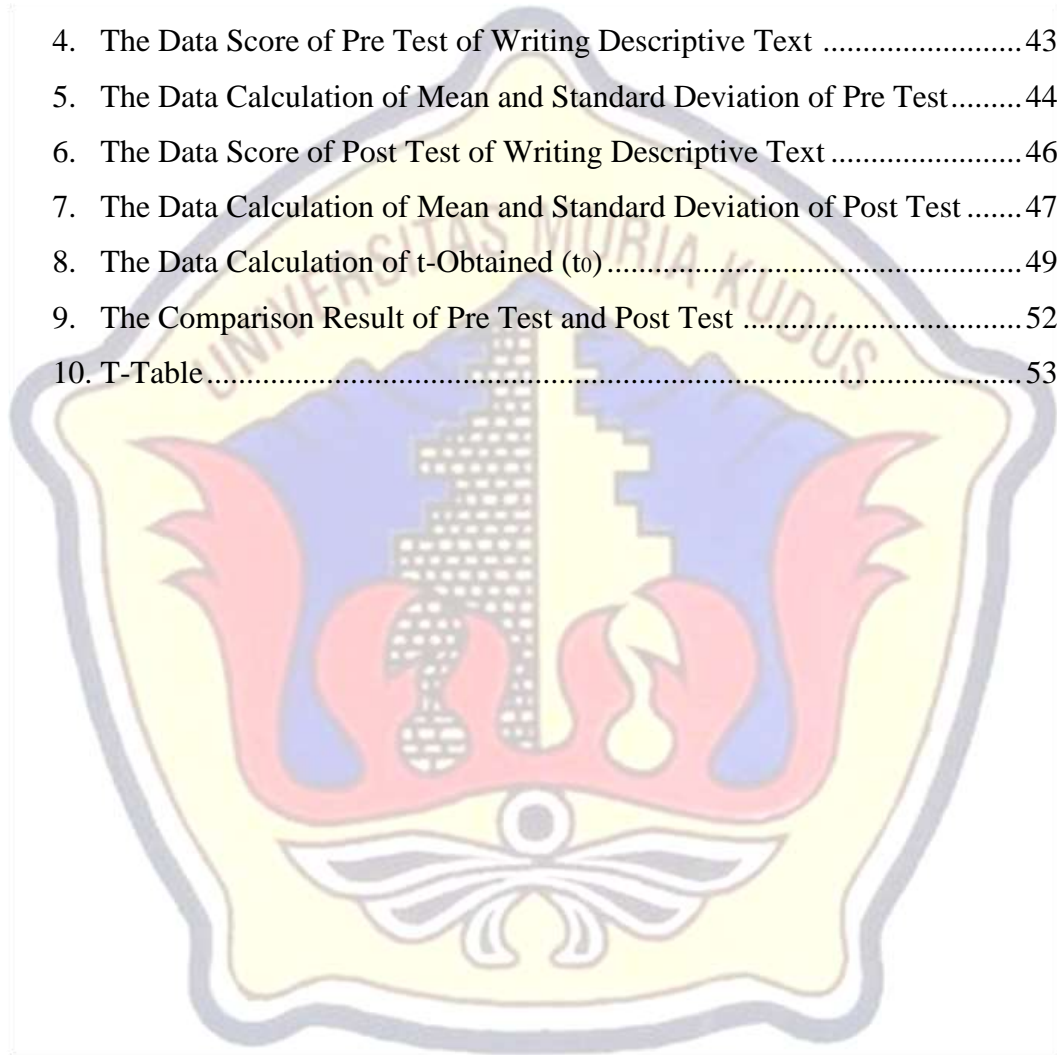 4. The Data Score of Pre Test of Writing Descriptive Text ........................... 43
5. The Data Calculation of Mean and Standard Deviation of Pre Test......... 44
6. The Data Score of Post Test of Writing Descriptive Text .......................... 46
7. The Data Calculation of Mean and Standard Deviation of Post Test ....... 47
8. The Data Calculation of t-Obtained (t0)..................................................... 49
9. The Comparison Result of Pre Test and Post Test .................................... 52
10. T-Table...................................................................................................... 53
UNIVERSITAS MURIA KUDUS